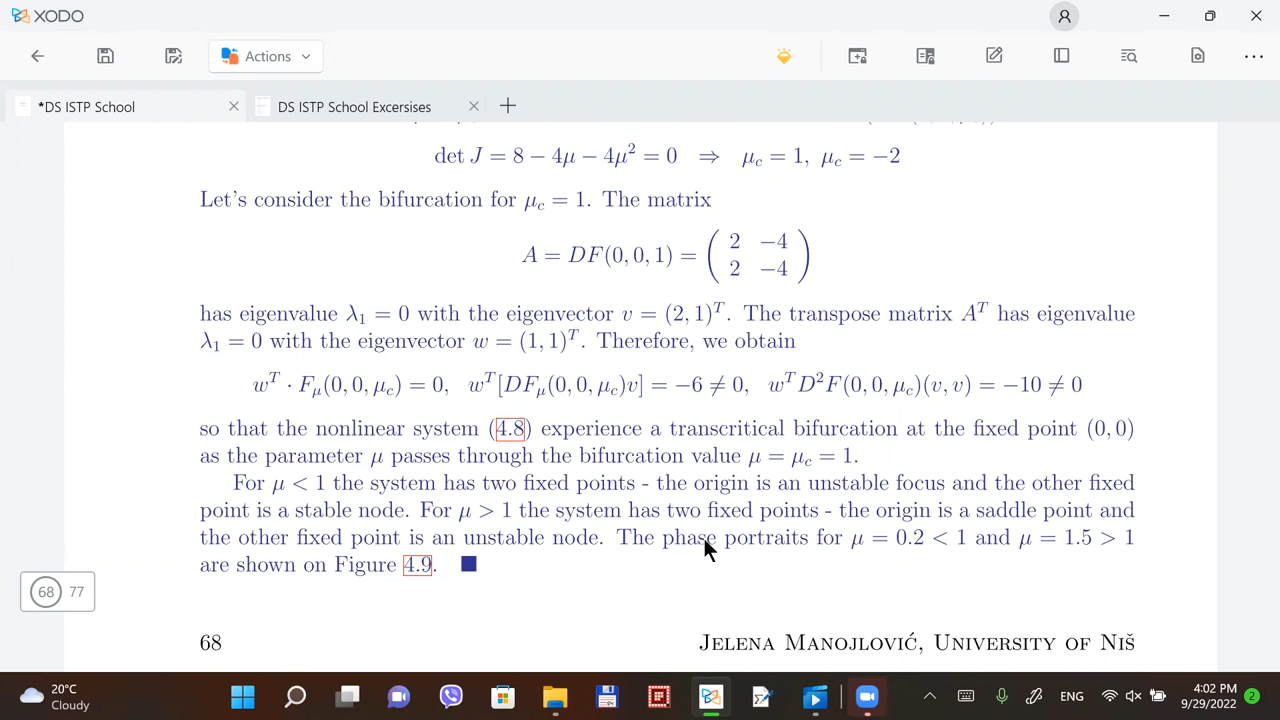 XODO
Actions
*DS ISTP School
DS ISTP School Excersises
det J = 8 − 4μ − 4μ² = 0 ⇒ μc = 1, μc = −2
Let's consider the bifurcation for μc = 1. The matrix
A = DF(0, 0, 1) = ( 2 −4
2 −4 )
has eigenvalue λ₁ = 0 with the eigenvector v = (2, 1)ᵀ. The transpose matrix Aᵀ has eigenvalue
λ₁ = 0 with the eigenvector w = (1, 1)ᵀ. Therefore, we obtain
wᵀ · Fμ(0, 0, μc) = 0, wᵀ[DFμ(0, 0, μc)v] = −6 ≠ 0, wᵀD²F(0, 0, μc)(v, v) = −10 ≠ 0
so that the nonlinear system (4.8) experience a transcritical bifurcation at the fixed point (0, 0)
as the parameter μ passes through the bifurcation value μ = μc = 1.
For μ < 1 the system has two fixed points - the origin is an unstable focus and the other fixed
point is a stable node. For μ > 1 the system has two fixed points - the origin is a saddle point and
the other fixed point is an unstable node. The phase portraits for μ = 0.2 < 1 and μ = 1.5 > 1
are shown on Figure 4.9. ■
68 77
68 Jelena Manojlović, University of Niš
20°C
Cloudy
ENG
4:02 PM
9/29/2022
2